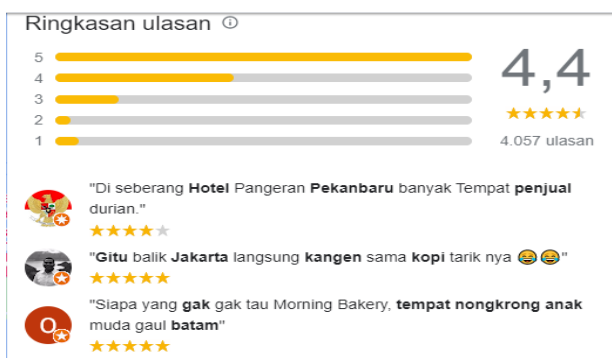 Ringkasan ulasan
5
4
3
2
1
4,4
4.057 ulasan
"Di seberang Hotel Pangeran Pekanbaru banyak Tempat penjual
durian."
"Gitu balik Jakarta langsung kangen sama kopi tarik nya 😂😂"
O
"Siapa yang gak gak tau Morning Bakery, tempat nongkrong anak
muda gaul batam"